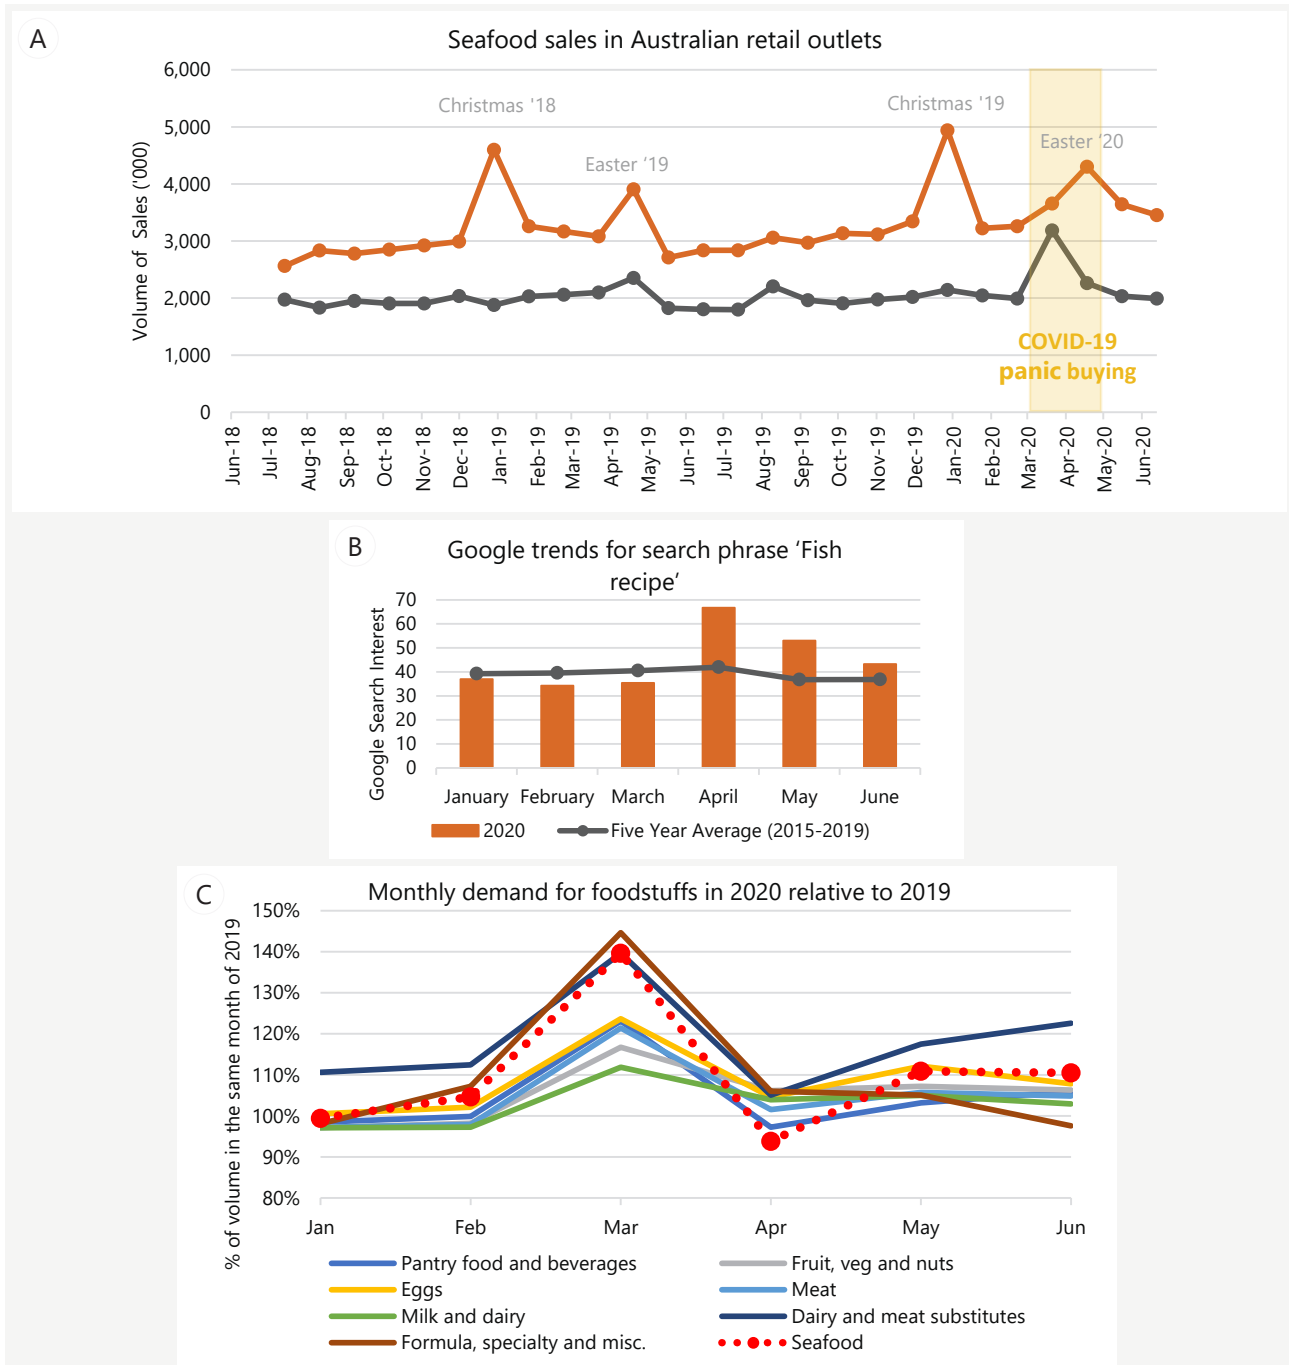 A
Seafood sales in Australian retail outlets
Volume of Sales ('000)
6,000
5,000
4,000
3,000
2,000
1,000
0
Christmas '18
Easter ‘19
Christmas '19
Easter ‘20
COVID-19
panic buying
Jun-18
Jul-18
Aug-18
Sep-18
Oct-18
Nov-18
Dec-18
Jan-19
Feb-19
Mar-19
Apr-19
May-19
Jun-19
Jul-19
Aug-19
Sep-19
Oct-19
Nov-19
Dec-19
Jan-20
Feb-20
Mar-20
Apr-20
May-20
Jun-20
B
Google trends for search phrase ‘Fish
recipe’
Google Search Interest
70
60
50
40
30
20
10
0
January February March April May June
2020 Five Year Average (2015-2019)
C
Monthly demand for foodstuffs in 2020 relative to 2019
% of volume in the same month of 2019
150%
140%
130%
120%
110%
100%
90%
80%
Jan Feb Mar Apr May Jun
Pantry food and beverages Fruit, veg and nuts
Eggs Meat
Milk and dairy Dairy and meat substitutes
Formula, specialty and misc. Seafood